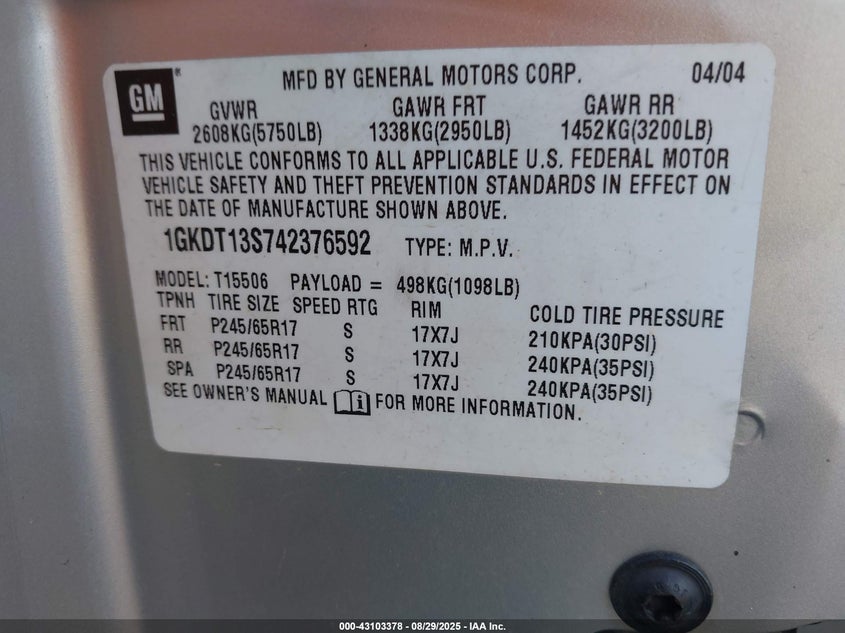 GM ®
MFD BY GENERAL MOTORS CORP. 04/04
GVWR GAWR FRT GAWR RR
2608KG(5750LB) 1338KG(2950LB) 1452KG(3200LB)
THIS VEHICLE CONFORMS TO ALL APPLICABLE U.S. FEDERAL MOTOR
VEHICLE SAFETY AND THEFT PREVENTION STANDARDS IN EFFECT ON
THE DATE OF MANUFACTURE SHOWN ABOVE.
1GKDT13S742376592 TYPE: M.P.V.
MODEL: T15506 PAYLOAD = 498KG(1098LB)
TPNH TIRE SIZE SPEED RTG RIM COLD TIRE PRESSURE
FRT P245/65R17 S 17X7J 210KPA(30PSI)
RR P245/65R17 S 17X7J 240KPA(35PSI)
SPA P245/65R17 S 17X7J 240KPA(35PSI)
SEE OWNER'S MANUAL FOR MORE INFORMATION.
000-43103378 - 08/29/2025 - IAA Inc.